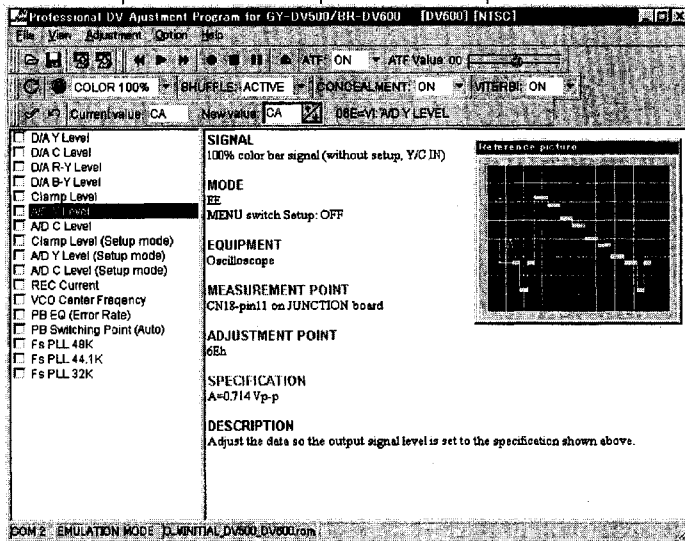 Professional DV Ajustment Program for GY-DV500/BR-DV600 [DV600] [NTSC]
File View Adjustment Option Help
ATF: ON ATF Value: 00
COLOR 100% SHUFFLE: ACTIVE CONCEALMENT: ON VITERBI: ON
Current value: CA New value: CA 06E=VI: A/D Y LEVEL
D/A Y Level
D/A C Level
D/A R-Y Level
D/A B-Y Level
Clamp Level
A/D Y Level
A/D C Level
Clamp Level (Setup mode)
A/D Y Level (Setup mode)
A/D C Level (Setup mode)
REC Current
VCO Center Freqency
PB EQ (Error Rate)
PB Switching Point (Auto)
Fs PLL 48K
Fs PLL 44.1K
Fs PLL 32K
SIGNAL
100% color bar signal (without setup, Y/C IN)
MODE
EE
MENU switch Setup: OFF
EQUIPMENT
Oscilloscope
MEASUREMENT POINT
CN18-pin11 on JUNCTION board
ADJUSTMENT POINT
6Eh
SPECIFICATION
A=0.714 Vp-p
DESCRIPTION
Adjust the data so the output signal level is set to the specification shown above.
Reference picture
COM 2 EMULATION MODE